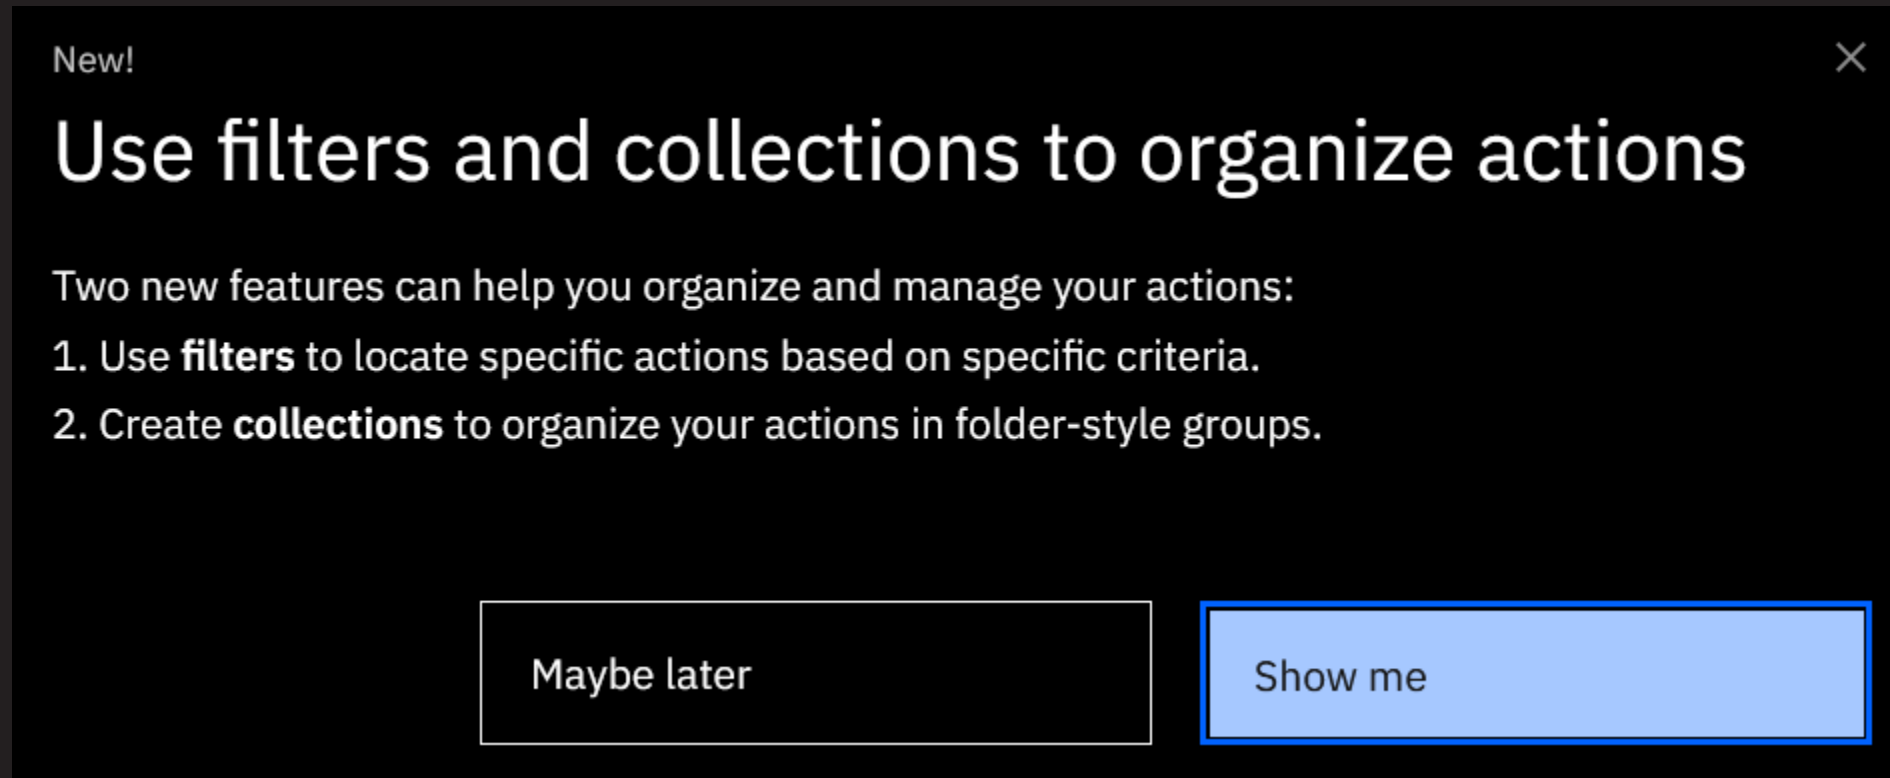 New!
Use filters and collections to organize actions
Two new features can help you organize and manage your actions:
1. Use filters to locate specific actions based on specific criteria.
2. Create collections to organize your actions in folder-style groups.
Maybe later
Show me